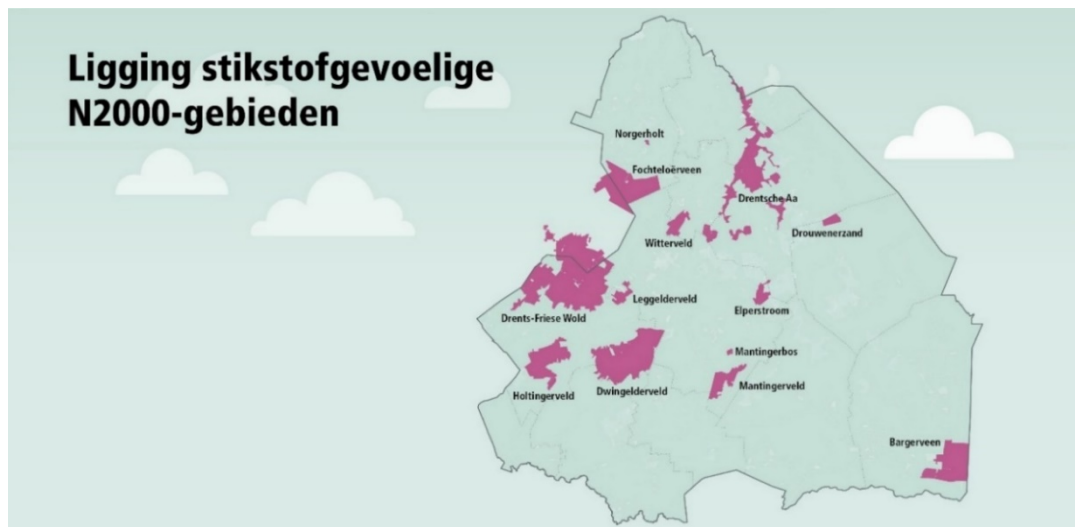 Ligging stikstofgevoelige
N2000-gebieden
Norgerholt
Fochteloërveen
Drentsche Aa
Drouwenerzand
Witterveld
Leggelderveld
Elperstroom
Drents-Friese Wold
Mantingerbos
Mantingerveld
Holtingerveld
Dwingelderveld
Bargerveen